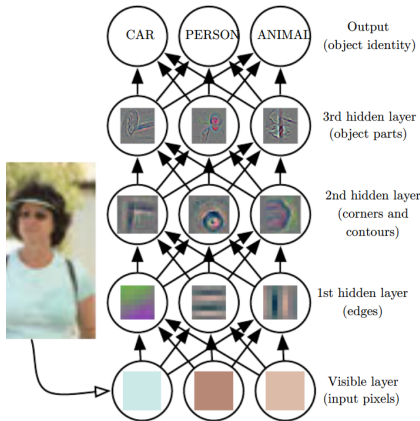 CAR PERSON ANIMAL
Output
(object identity)
3rd hidden layer
(object parts)
2nd hidden layer
(corners and
contours)
1st hidden layer
(edges)
Visible layer
(input pixels)